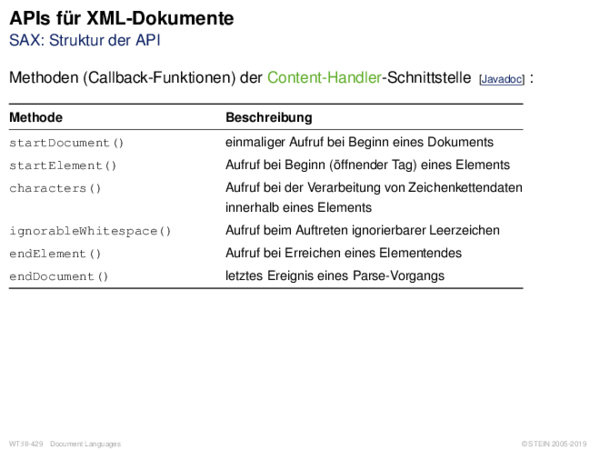 APIs für XML-Dokumente
SAX: Struktur der API
Methoden (Callback-Funktionen) der Content-Handler-Schnittstelle [Javadoc] :
Methode Beschreibung
startDocument() einmaliger Aufruf bei Beginn eines Dokuments
startElement() Aufruf bei Beginn (öffnender Tag) eines Elements
characters() Aufruf bei der Verarbeitung von Zeichenkettendaten
innerhalb eines Elements
ignorableWhitespace() Aufruf beim Auftreten ignorierbarer Leerzeichen
endElement() Aufruf bei Erreichen eines Elementendes
endDocument() letztes Ereignis eines Parse-Vorgangs
WT:III-429 Document Languages © STEIN 2005-2019